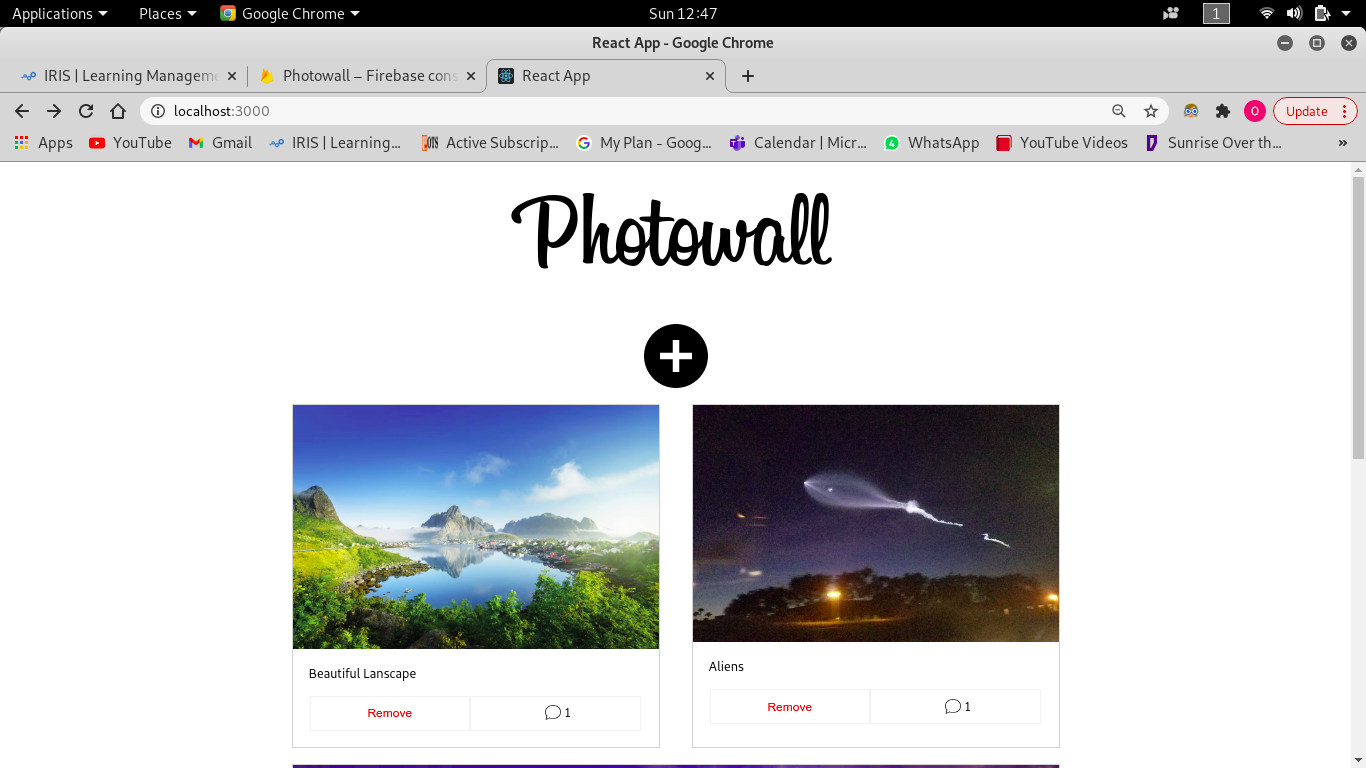 Applications Places Google Chrome Sun 12:47 1
React App - Google Chrome
IRIS | Learning Manageme Photowall – Firebase cons React App
localhost:3000 O Update
Apps YouTube Gmail IRIS | Learning... Active Subscrip... My Plan - Goog... Calendar | Micr... 4 WhatsApp YouTube Videos Sunrise Over th... »
Photowall
Beautiful Lanscape
Remove 1
Aliens
Remove 1